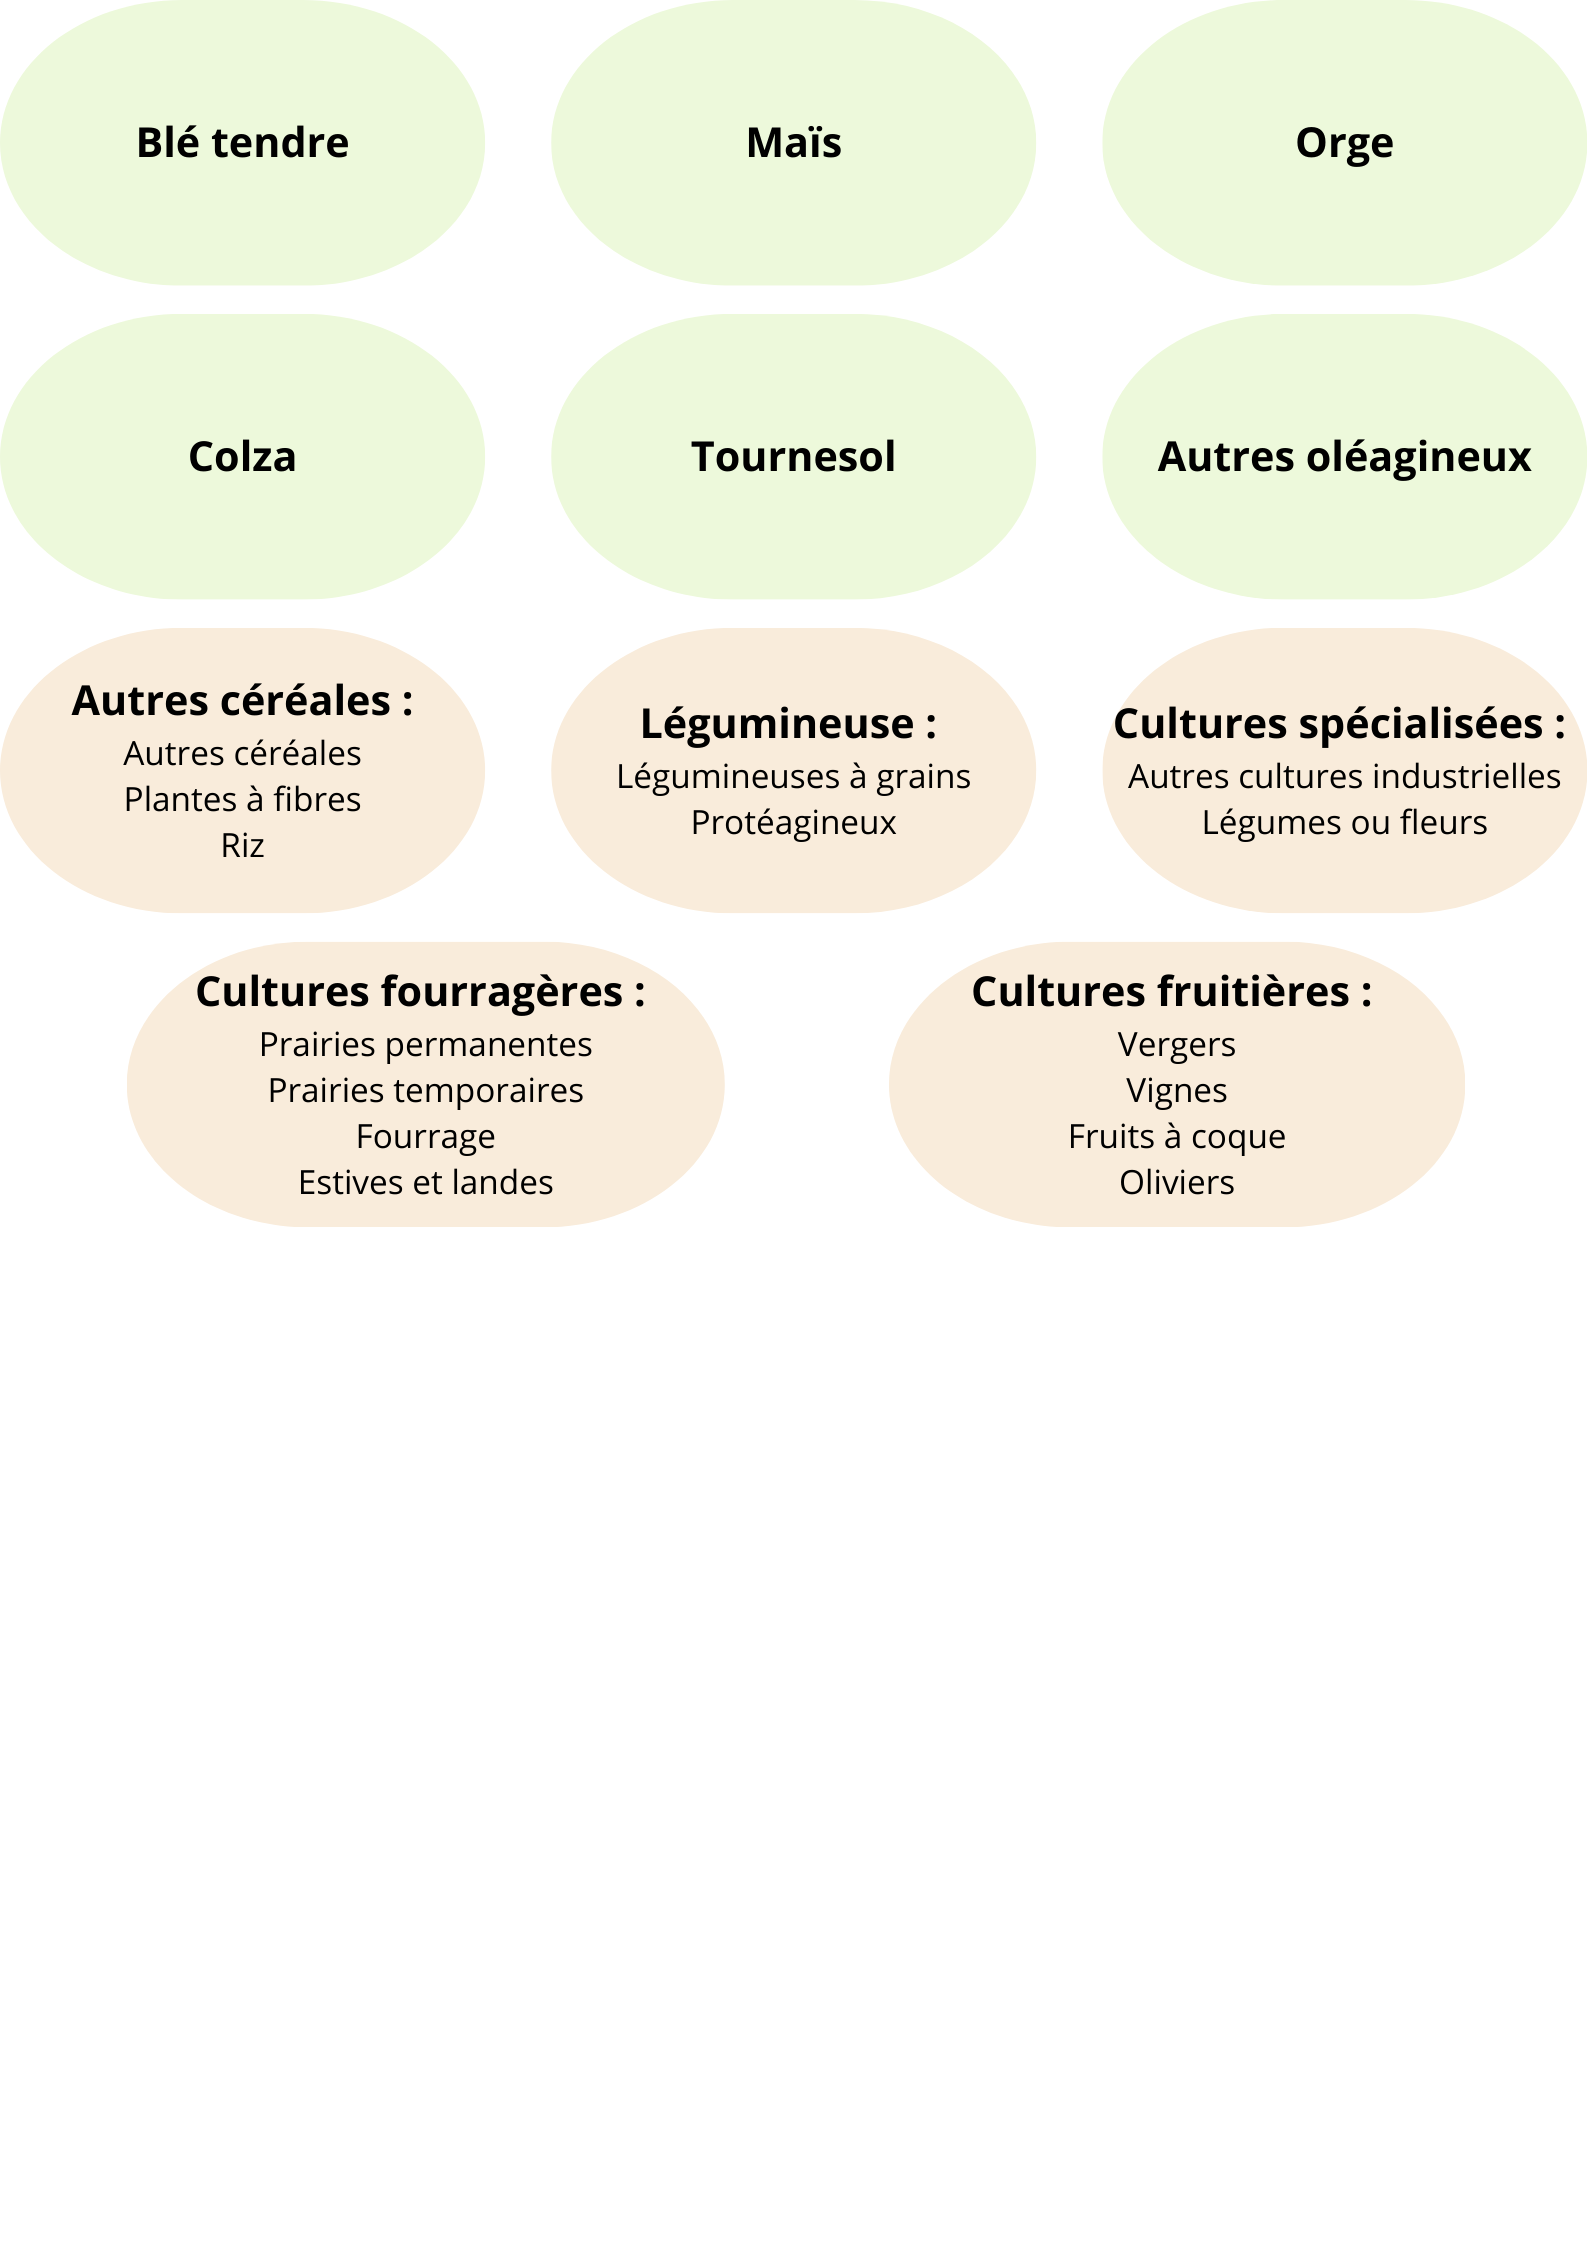 Blé tendre
Maïs
Orge
Colza
Tournesol
Autres oléagineux
Autres céréales :
Autres céréales
Plantes à fibres
Riz
Légumineuse :
Légumineuses à grains
Protéagineux
Cultures spécialisées :
Autres cultures industrielles
Légumes ou fleurs
Cultures fourragères :
Prairies permanentes
Prairies temporaires
Fourrage
Estives et landes
Cultures fruitières :
Vergers
Vignes
Fruits à coque
Oliviers